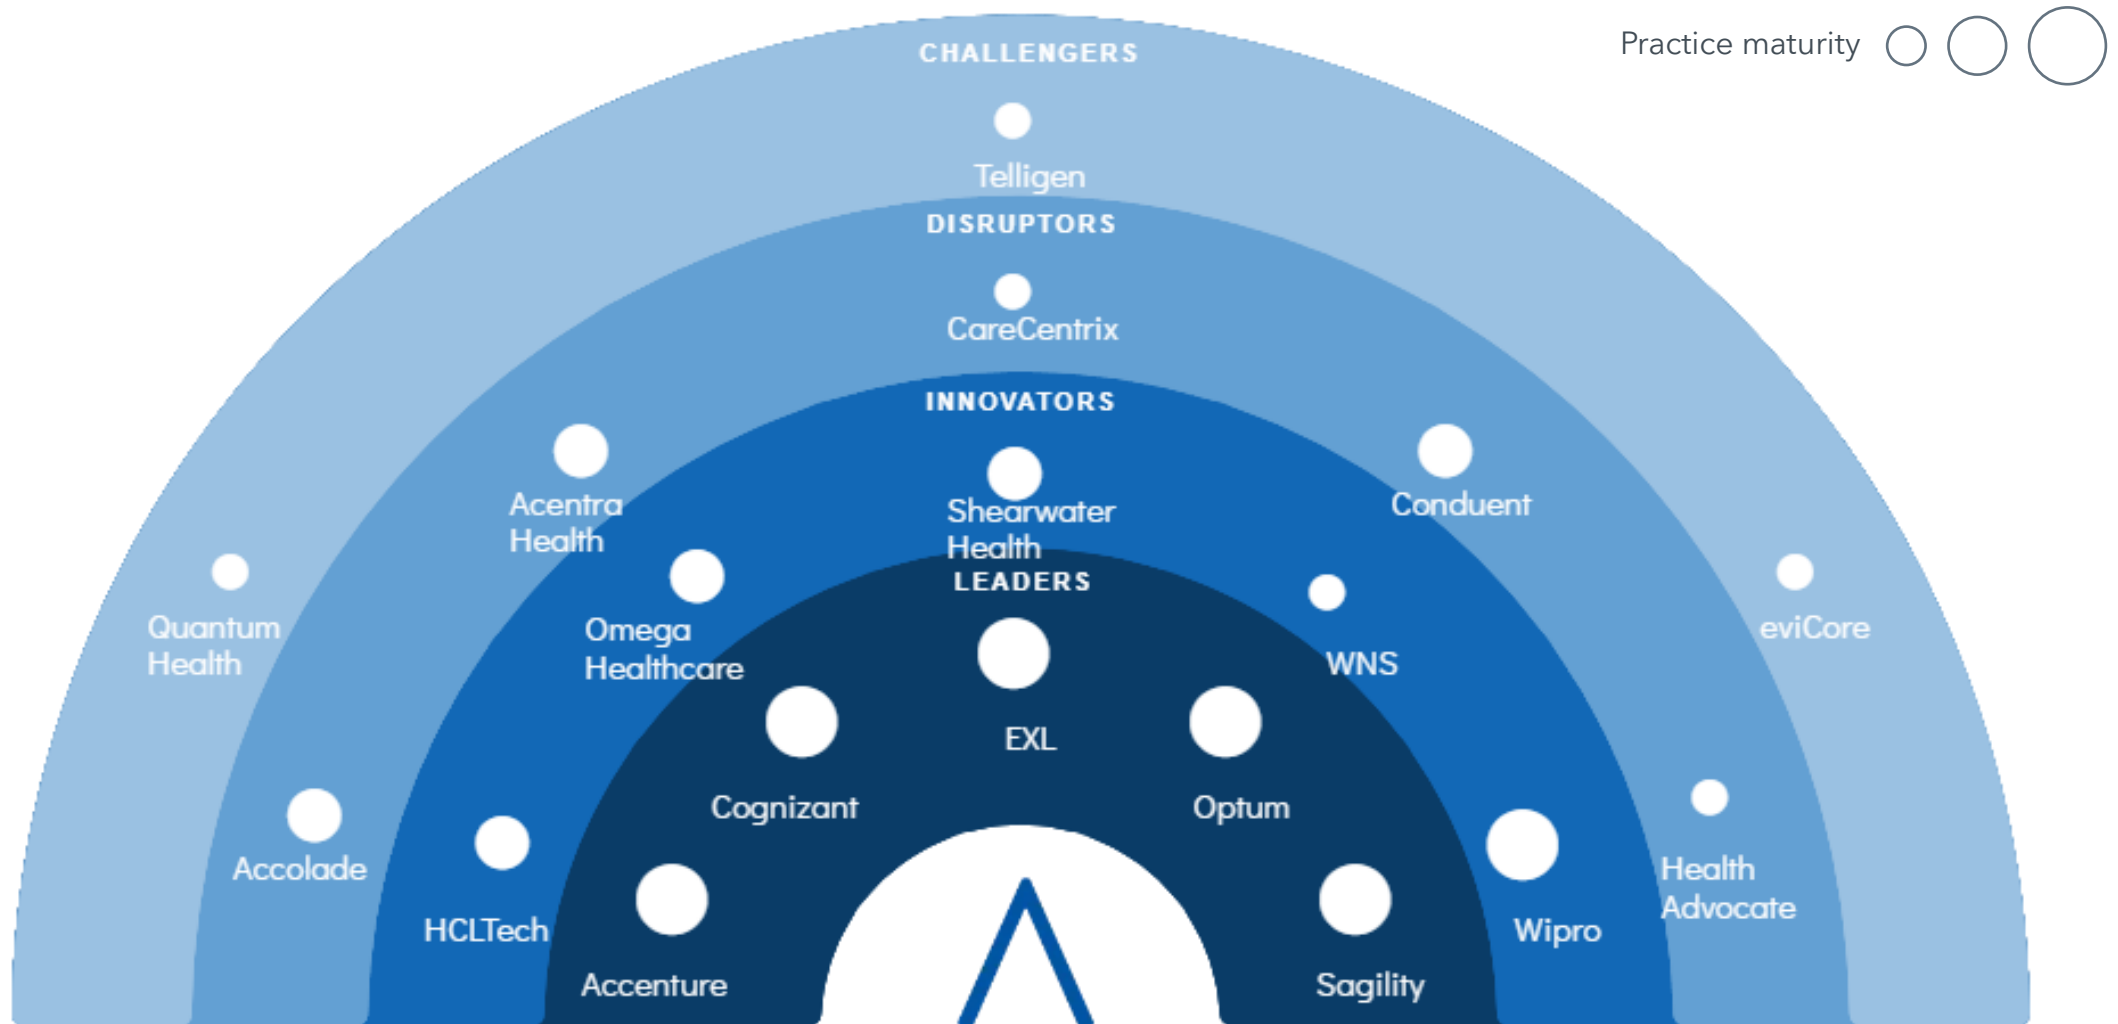 Practice maturity
CHALLENGERS
Telligen
DISRUPTORS
CareCentrix
INNOVATORS
Acentra
Health
Shearwater
Health
Conduent
LEADERS
Quantum
Health
Omega
Healthcare
WNS
eviCore
EXL
Cognizant
Optum
Accolade
Health
Advocate
HCLTech
Wipro
Accenture
Sagility